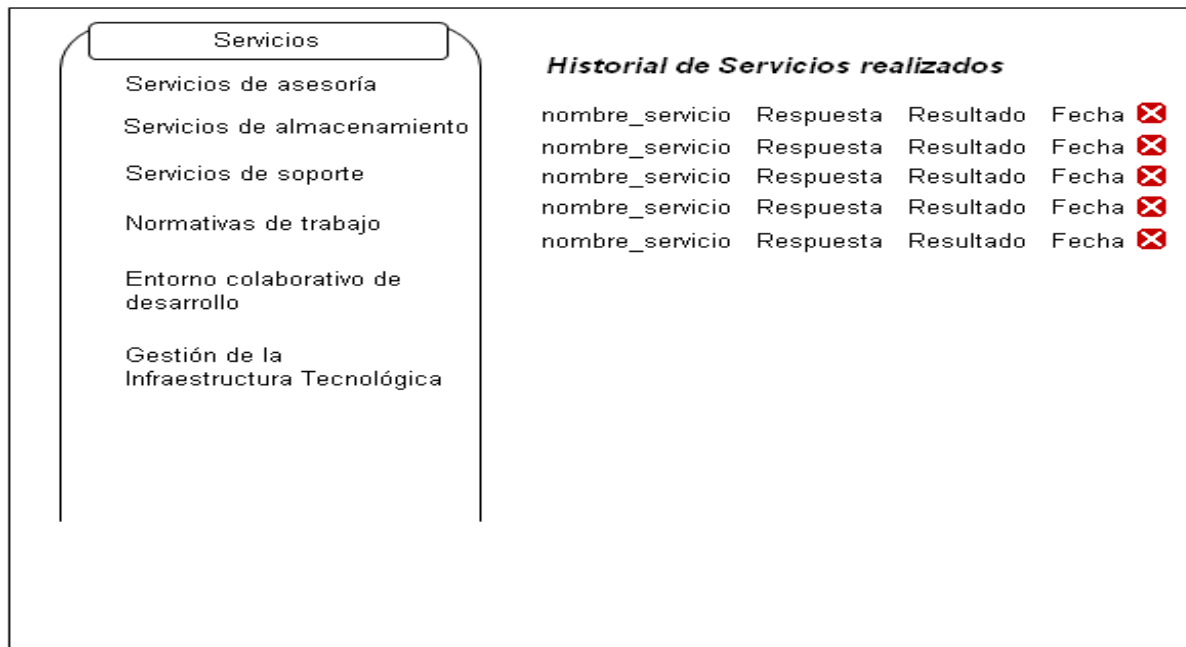 Servicios
Servicios de asesoría
Servicios de almacenamiento
Servicios de soporte
Normativas de trabajo
Entorno colaborativo de
desarrollo
Gestión de la
Infraestructura Tecnológica
Historial de Servicios realizados
nombre_servicio Respuesta Resultado Fecha
nombre_servicio Respuesta Resultado Fecha
nombre_servicio Respuesta Resultado Fecha
nombre_servicio Respuesta Resultado Fecha
nombre_servicio Respuesta Resultado Fecha